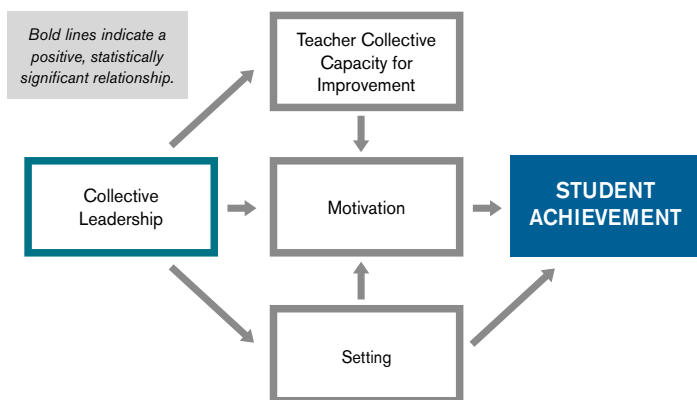 Bold lines indicate a
positive, statistically
significant relationship.
Teacher Collective
Capacity for
Improvement
Collective
Leadership
Motivation
STUDENT
ACHIEVEMENT
Setting